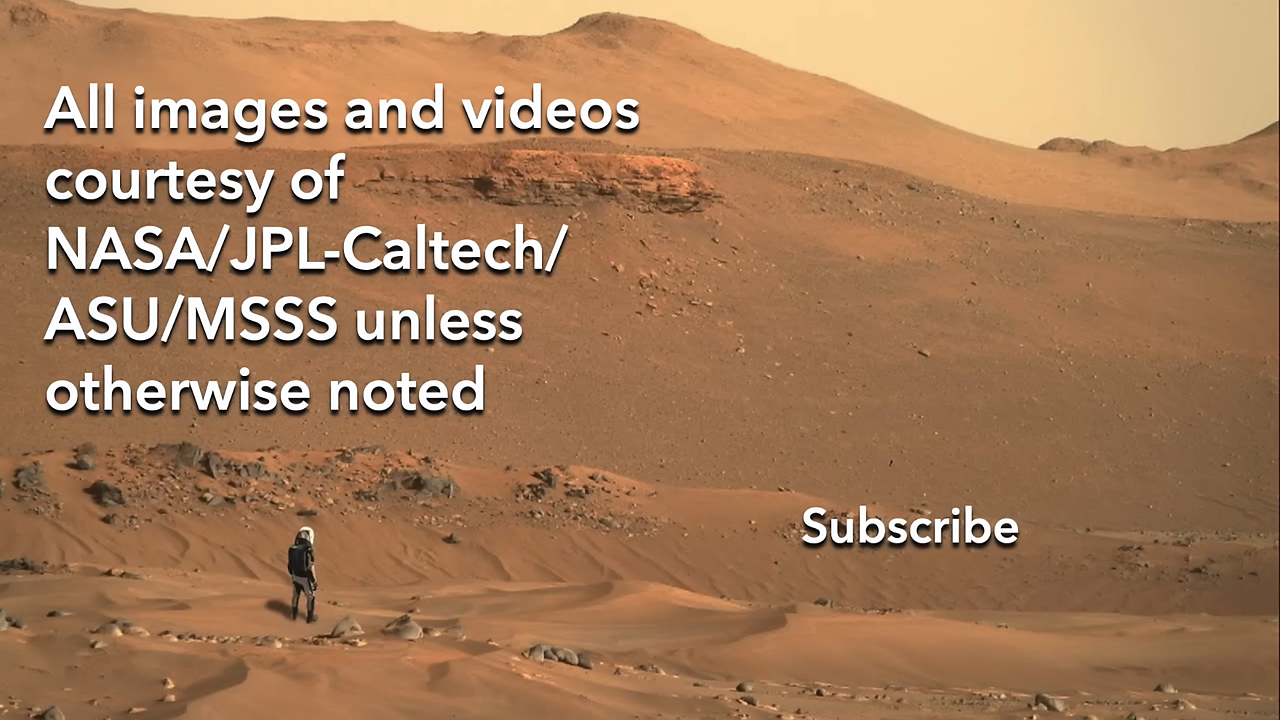 All images and videos
courtesy of
NASA/JPL-Caltech/
ASU/MSSS unless
otherwise noted
Subscribe